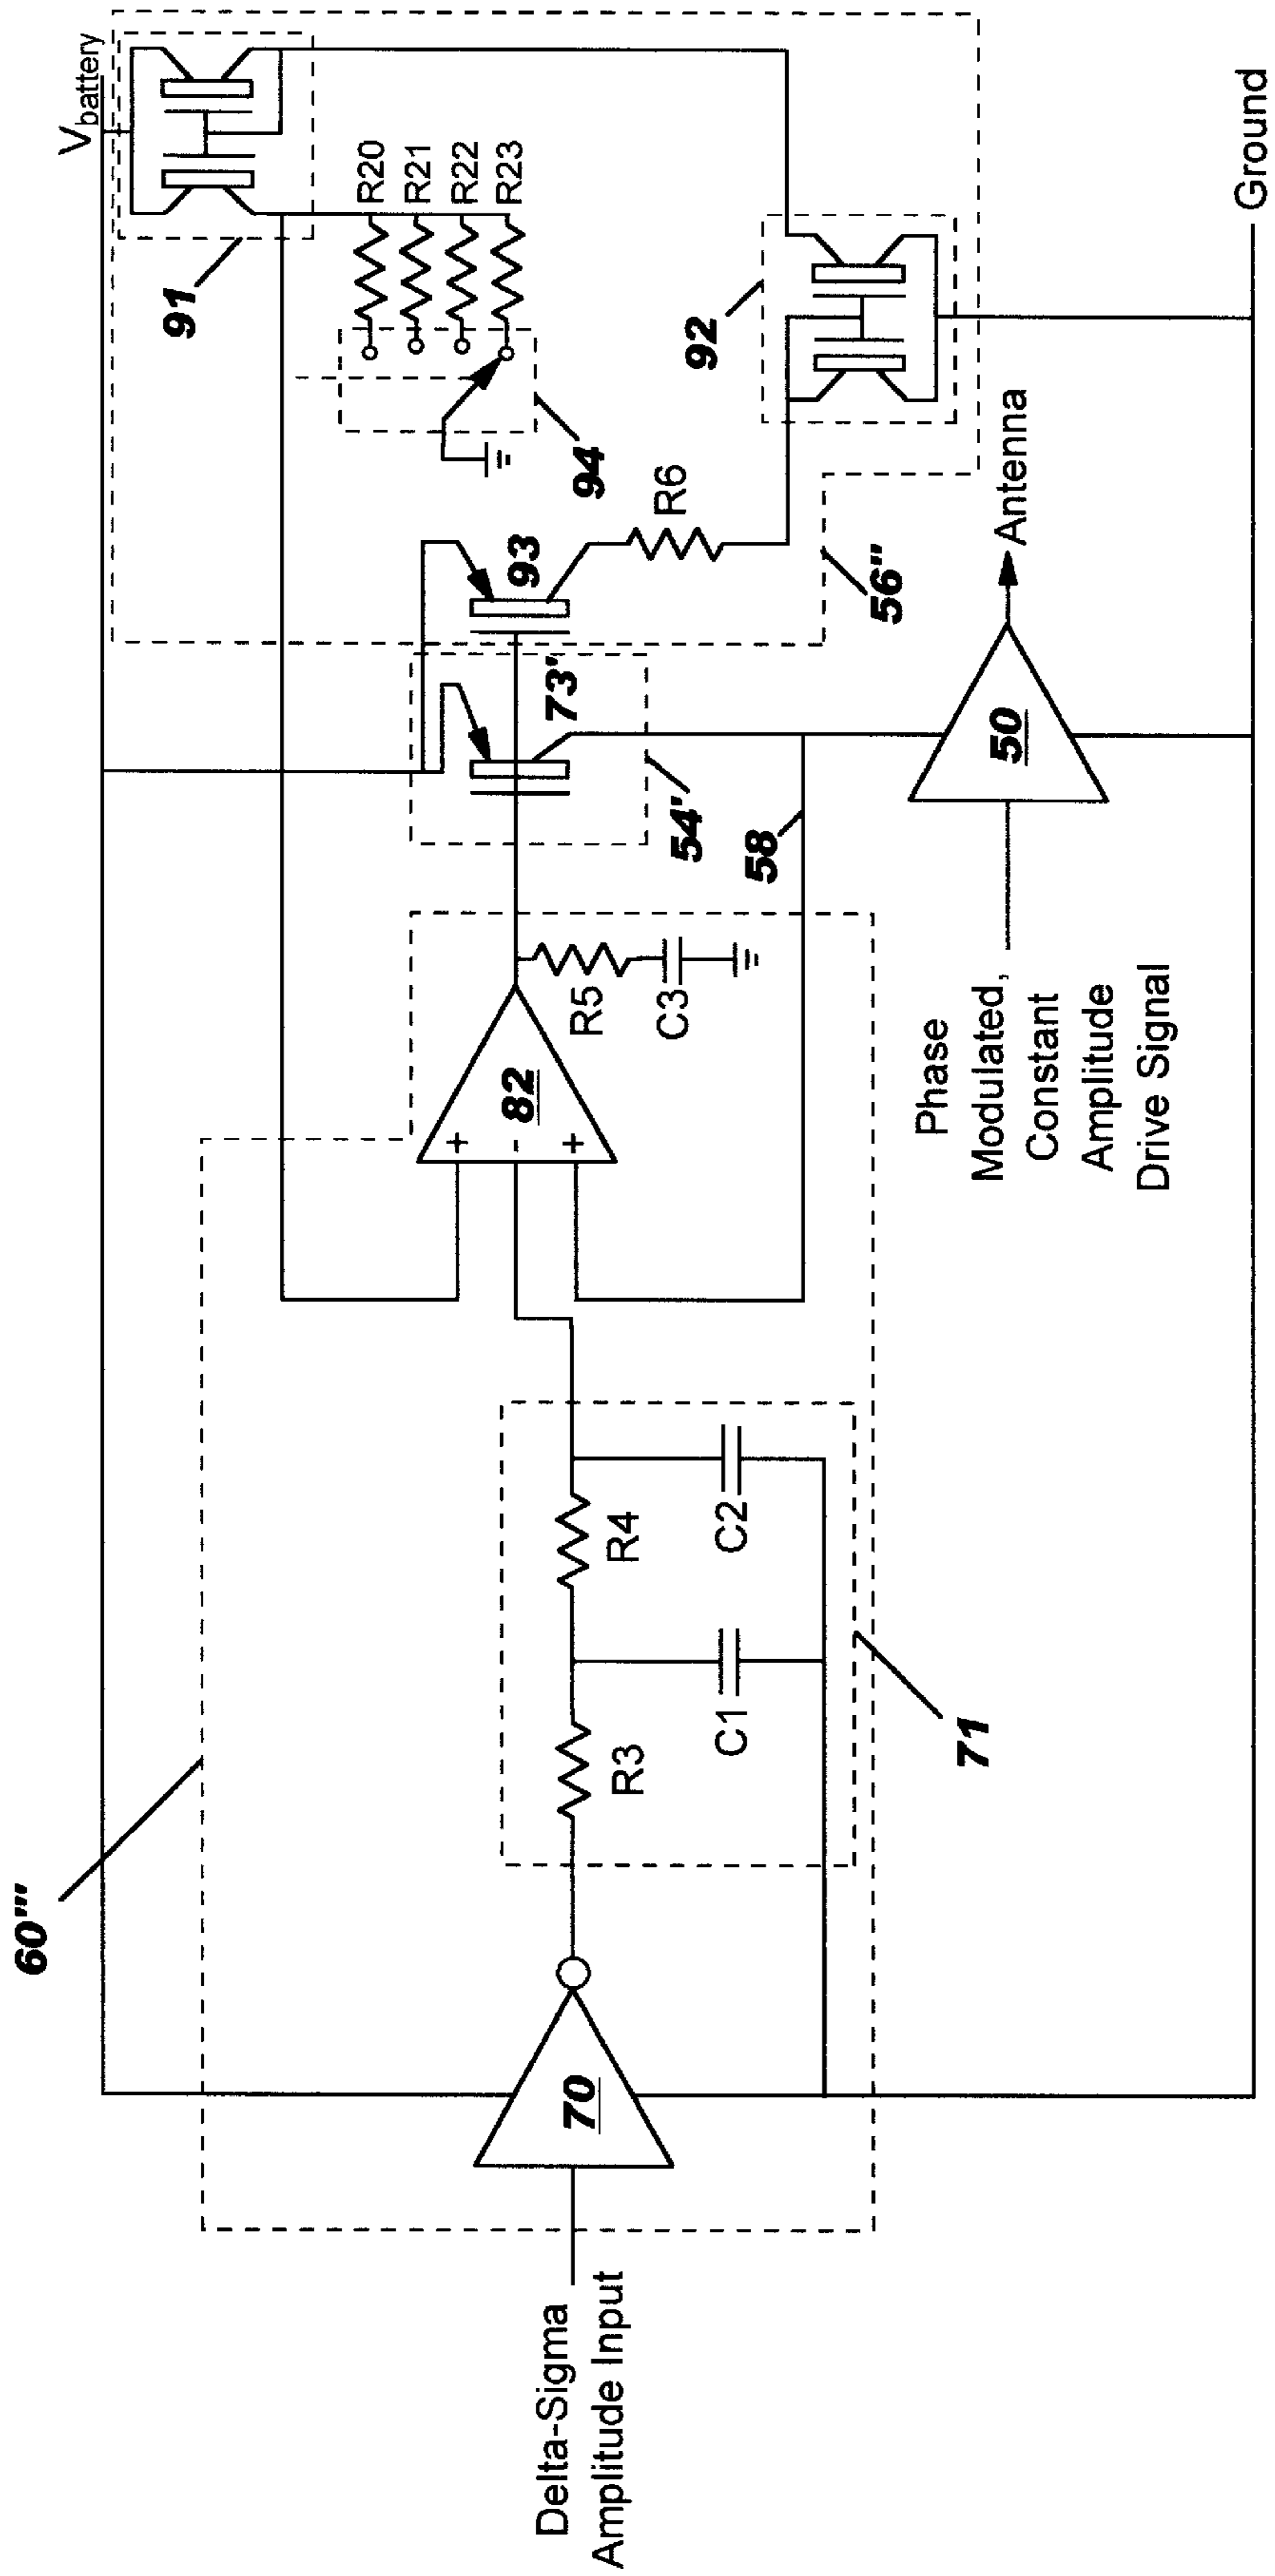 60'''
V battery
91
R20
R21
R22
R23
94
92
93
R6
73'
56''
54'
58
82
+
-
+
R5
C3
50
Antenna
Ground
Phase
Modulated,
Constant
Amplitude
Drive Signal
70
R3
R4
C1
C2
71
Delta-Sigma
Amplitude Input